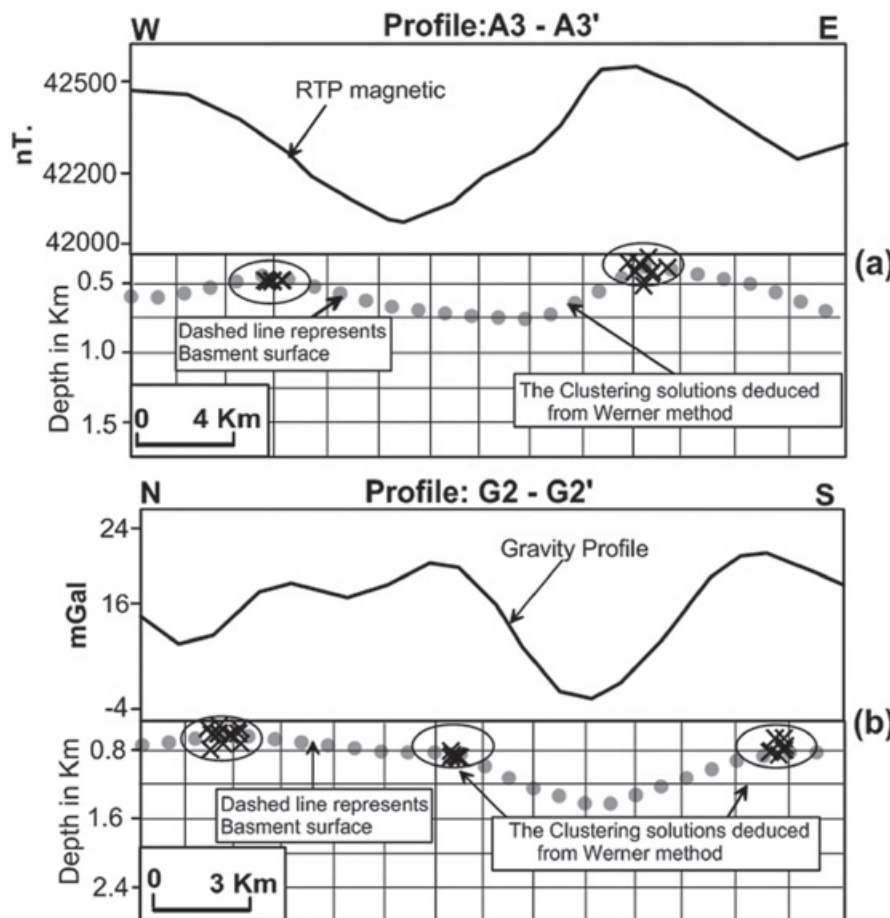 Profile:A3 - A3'
W
E
42500
42200
42000
nT.
RTP magnetic
(a)
0.5
1.0
1.5
Depth in Km
Dashed line represents
Basment surface
The Clustering solutions deduced
from Werner method
0 4 Km
N
Profile: G2 - G2'
S
24
16
-4
mGal
Gravity Profile
(b)
0.8
1.6
2.4
Depth in Km
Dashed line represents
Basment surface
The Clustering solutions deduced
from Werner method
0 3 Km